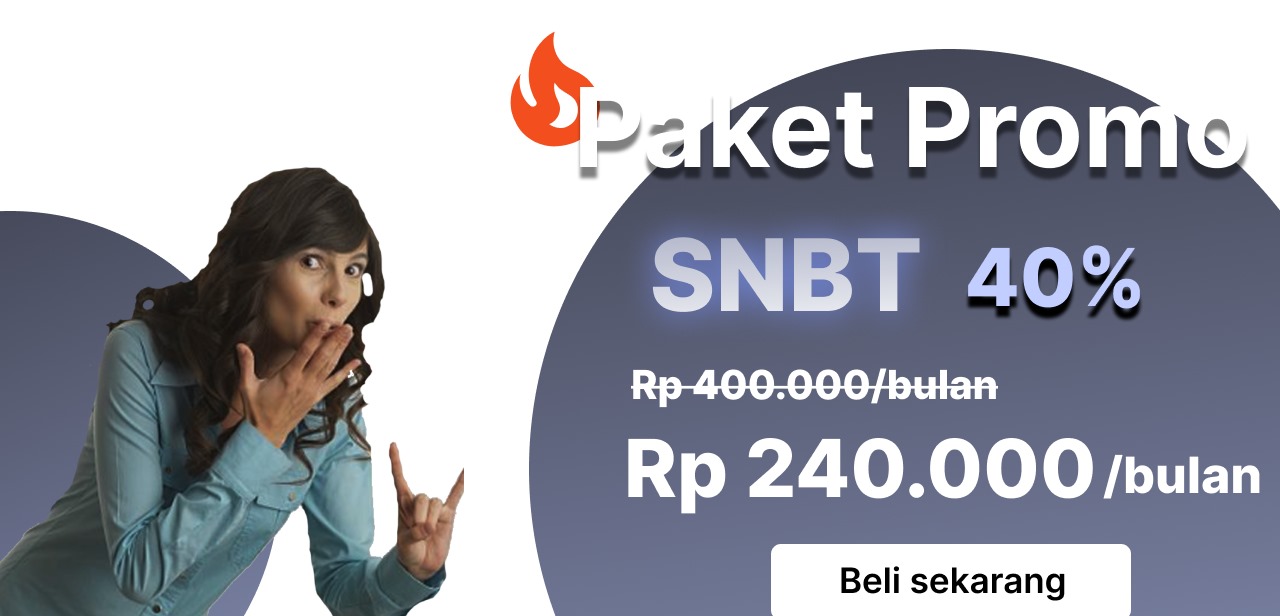 Paket Promo
SNBT 40%
Rp 400.000/bulan
Rp 240.000/bulan
Beli sekarang